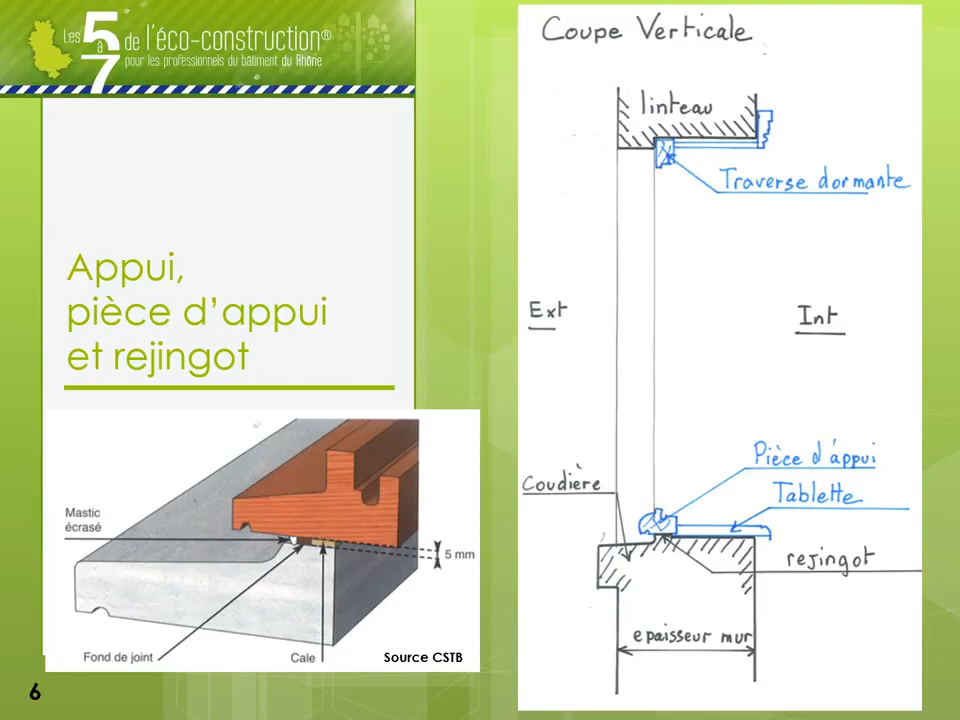 Les 5 à 7 de l'éco-construction®
pour les professionnels du bâtiment du Rhône
Appui,
pièce d'appui
et rejingot
Mastic
écrasé
5 mm
Fond de joint
Cale
Source CSTB
6
Coupe Verticale
linteau
Traverse dormante
Ext
Int
Pièce d'appui
Coudière
Tablette
rejingot
epaisseur mur